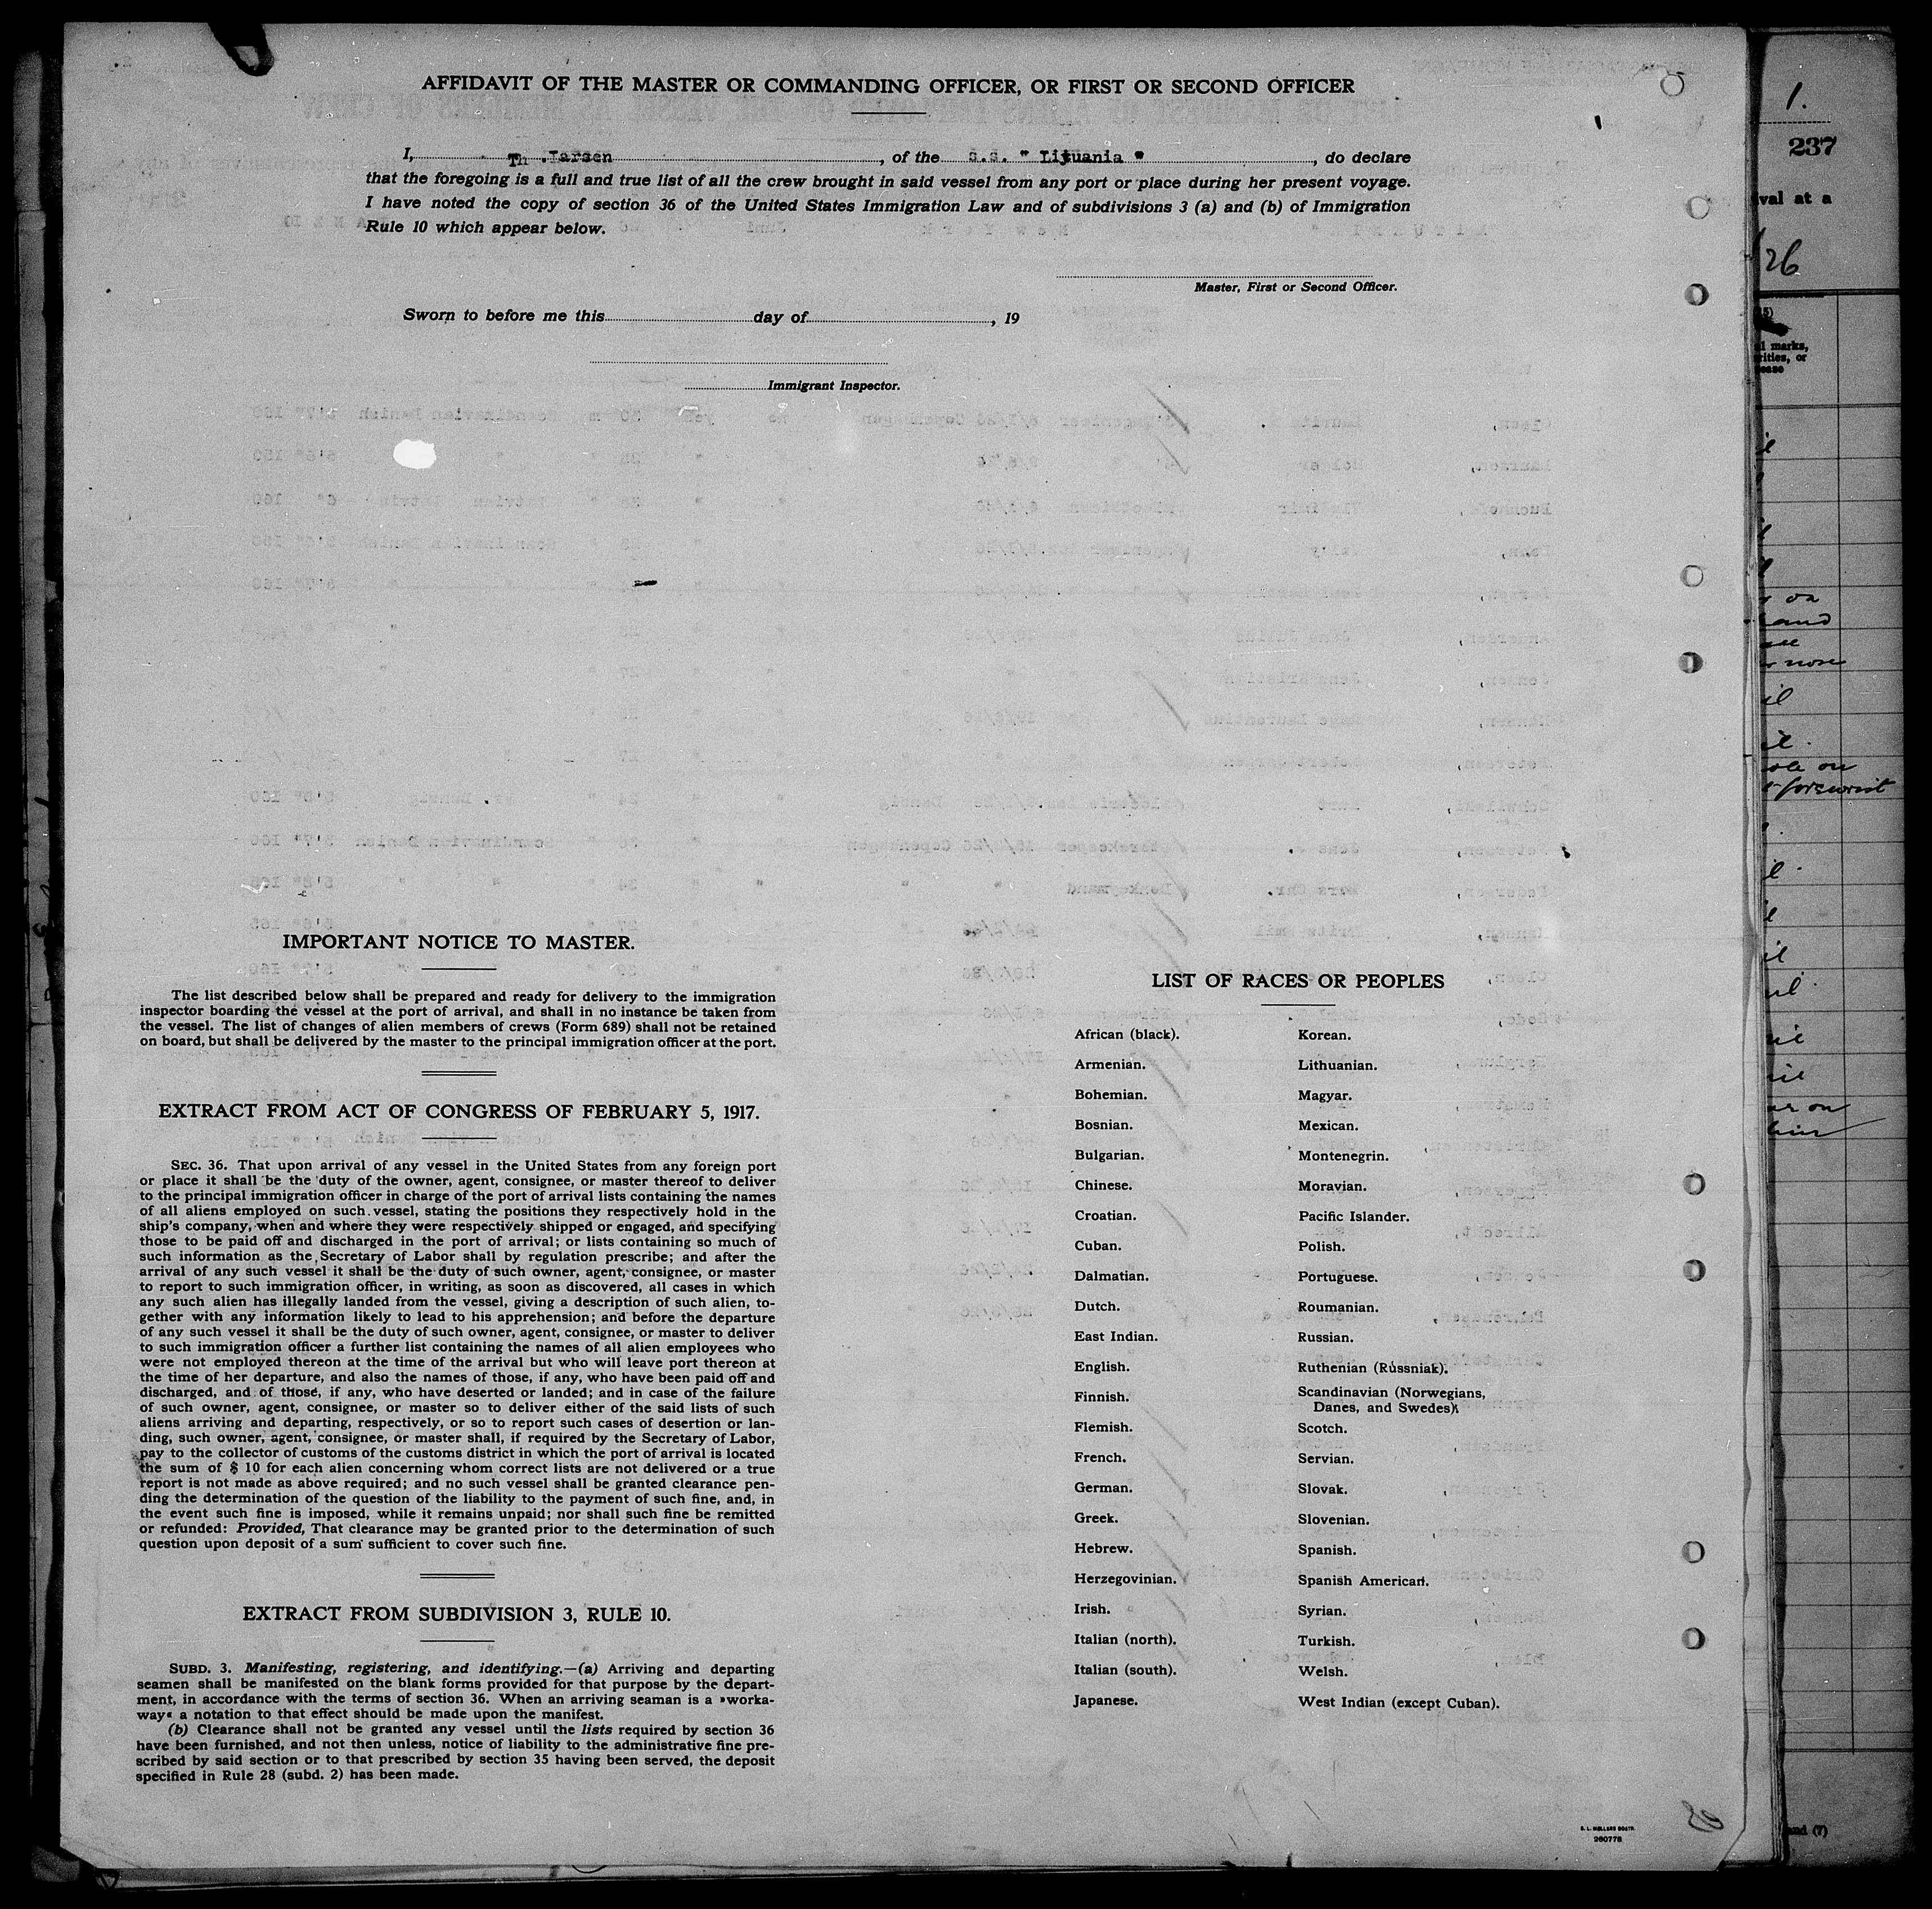 AFFIDAVIT OF THE MASTER OR COMMANDING OFFICER, OR FIRST OR SECOND OFFICER
I, Th .Larsen, of the S.S. " Lituania ", do declare
that the foregoing is a full and true list of all the crew brought in said vessel from any port or place during her present voyage.
I have noted the copy of section 36 of the United States Immigration Law and of subdivisions 3 (a) and (b) of Immigration
Rule 10 which appear below.
Master, First or Second Officer.
Sworn to before me this day of , 19
Immigrant Inspector.
IMPORTANT NOTICE TO MASTER.
The list described below shall be prepared and ready for delivery to the immigration
inspector boarding the vessel at the port of arrival, and shall in no instance be taken from
the vessel. The list of changes of alien members of crews (Form 689) shall not be retained
on board, but shall be delivered by the master to the principal immigration officer at the port.
EXTRACT FROM ACT OF CONGRESS OF FEBRUARY 5, 1917.
SEC. 36. That upon arrival of any vessel in the United States from any foreign port
or place it shall be the duty of the owner, agent, consignee, or master thereof to deliver
to the principal immigration officer in charge of the port of arrival lists containing the names
of all aliens employed on such vessel, stating the positions they respectively hold in the
ship's company, when and where they were respectively shipped or engaged, and specifying
those to be paid off and discharged in the port of arrival; or lists containing so much of
such information as the Secretary of Labor shall by regulation prescribe; and after the
arrival of any such vessel it shall be the duty of such owner, agent, consignee, or master
to report to such immigration officer, in writing, as soon as discovered, all cases in which
any such alien has illegally landed from the vessel, giving a description of such alien, to-
gether with any information likely to lead to his apprehension; and before the departure
of any such vessel it shall be the duty of such owner, agent, consignee, or master to deliver
to such immigration officer a further list containing the names of all alien employees who
were not employed thereon at the time of the arrival but who will leave port thereon at
the time of her departure, and also the names of those, if any, who have been paid off and
discharged, and of those, if any, who have deserted or landed; and in case of the failure
of such owner, agent, consignee, or master so to deliver either of the said lists of such
aliens arriving and departing, respectively, or so to report such cases of desertion or lan-
ding, such owner, agent, consignee, or master shall, if required by the Secretary of Labor,
pay to the collector of customs of the customs district in which the port of arrival is located
the sum of $ 10 for each alien concerning whom correct lists are not delivered or a true
report is not made as above required; and no such vessel shall be granted clearance pen-
ding the determination of the question of the liability to the payment of such fine, and, in
the event such fine is imposed, while it remains unpaid; nor shall such fine be remitted
or refunded: Provided, That clearance may be granted prior to the determination of such
question upon deposit of a sum sufficient to cover such fine.
EXTRACT FROM SUBDIVISION 3, RULE 10.
SUBD. 3. Manifesting, registering, and identifying.—(a) Arriving and departing
seamen shall be manifested on the blank forms provided for that purpose by the depart-
ment, in accordance with the terms of section 36. When an arriving seaman is a »worka-
way« a notation to that effect should be made upon the manifest.
(b) Clearance shall not be granted any vessel until the lists required by section 36
have been furnished, and not then unless, notice of liability to the administrative fine pre-
scribed by said section or to that prescribed by section 35 having been served, the deposit
specified in Rule 28 (subd. 2) has been made.
LIST OF RACES OR PEOPLES
African (black).
Armenian.
Bohemian.
Bosnian.
Bulgarian.
Chinese.
Croatian.
Cuban.
Dalmatian.
Dutch.
East Indian.
English.
Finnish.
Flemish.
French.
German.
Greek.
Hebrew.
Herzegovinian.
Irish.
Italian (north).
Italian (south).
Japanese.
Korean.
Lithuanian.
Magyar.
Mexican.
Montenegrin.
Moravian.
Pacific Islander.
Polish.
Portuguese.
Roumanian.
Russian.
Ruthenian (Russniak).
Scandinavian (Norwegians,
Danes, and Swedes).
Scotch.
Servian.
Slovak.
Slovenian.
Spanish.
Spanish American.
Syrian.
Turkish.
Welsh.
West Indian (except Cuban).
S. L. MØLLERS BOGTR.
260778
1.
237
val at a
26
marks,
or
on
and
nose
on
forewrist
on
and (7)